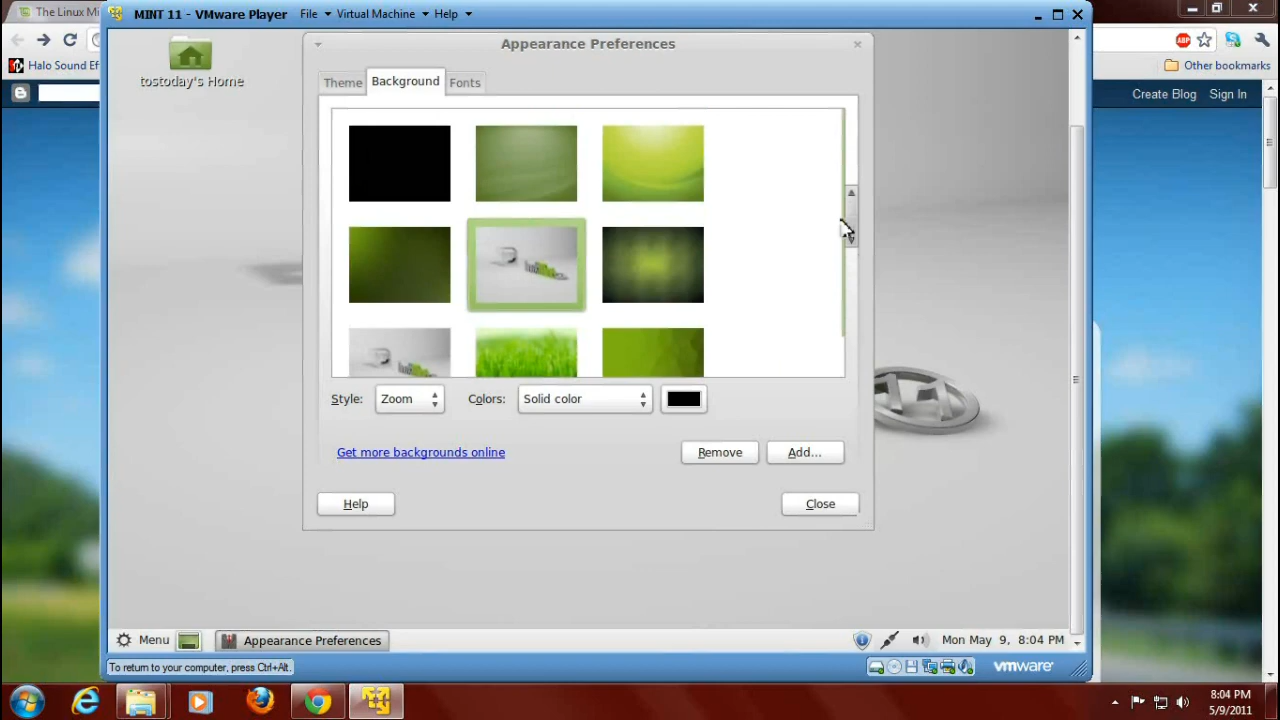 The Linux Mi
MINT 11 - VMware Player File Virtual Machine Help
Halo Sound Ef
ABP
Other bookmarks
Create Blog Sign In
tostoday's Home
Appearance Preferences
Theme Background Fonts
Style: Zoom Colors: Solid color
Get more backgrounds online Remove Add...
Help Close
Menu Appearance Preferences Mon May 9, 8:04 PM
To return to your computer, press Ctrl+Alt. vmware
8:04 PM
5/9/2011